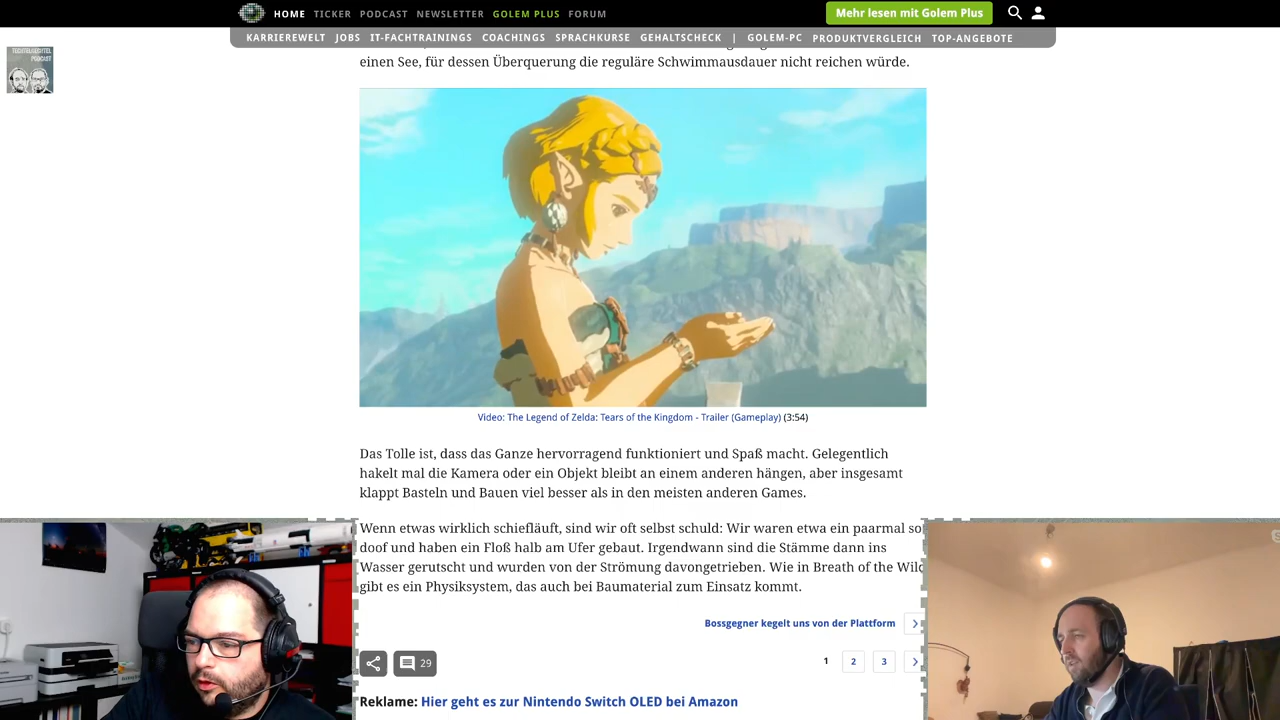 HOME TICKER PODCAST NEWSLETTER GOLEM PLUS FORUM
Mehr lesen mit Golem Plus
KARRIEREWELT JOBS IT-FACHTRAININGS COACHINGS SPRACHKURSE GEHALTSCHECK | GOLEM-PC PRODUKTVERGLEICH TOP-ANGEBOTE
PODCAST
einen See, für dessen Überquerung die reguläre Schwimmausdauer nicht reichen würde.
Video: The Legend of Zelda: Tears of the Kingdom - Trailer (Gameplay) (3:54)
Das Tolle ist, dass das Ganze hervorragend funktioniert und Spaß macht. Gelegentlich
hakelt mal die Kamera oder ein Objekt bleibt an einem anderen hängen, aber insgesamt
klappt Basteln und Bauen viel besser als in den meisten anderen Games.
Wenn etwas wirklich schiefläuft, sind wir oft selbst schuld: Wir waren etwa ein paarmal so
doof und haben ein Floß halb am Ufer gebaut. Irgendwann sind die Stämme dann ins
Wasser gerutscht und wurden von der Strömung davongetrieben. Wie in Breath of the Wild
gibt es ein Physiksystem, das auch bei Baumaterial zum Einsatz kommt.
Bossgegner kegelt uns von der Plattform
29
1 2 3
Reklame: Hier geht es zur Nintendo Switch OLED bei Amazon